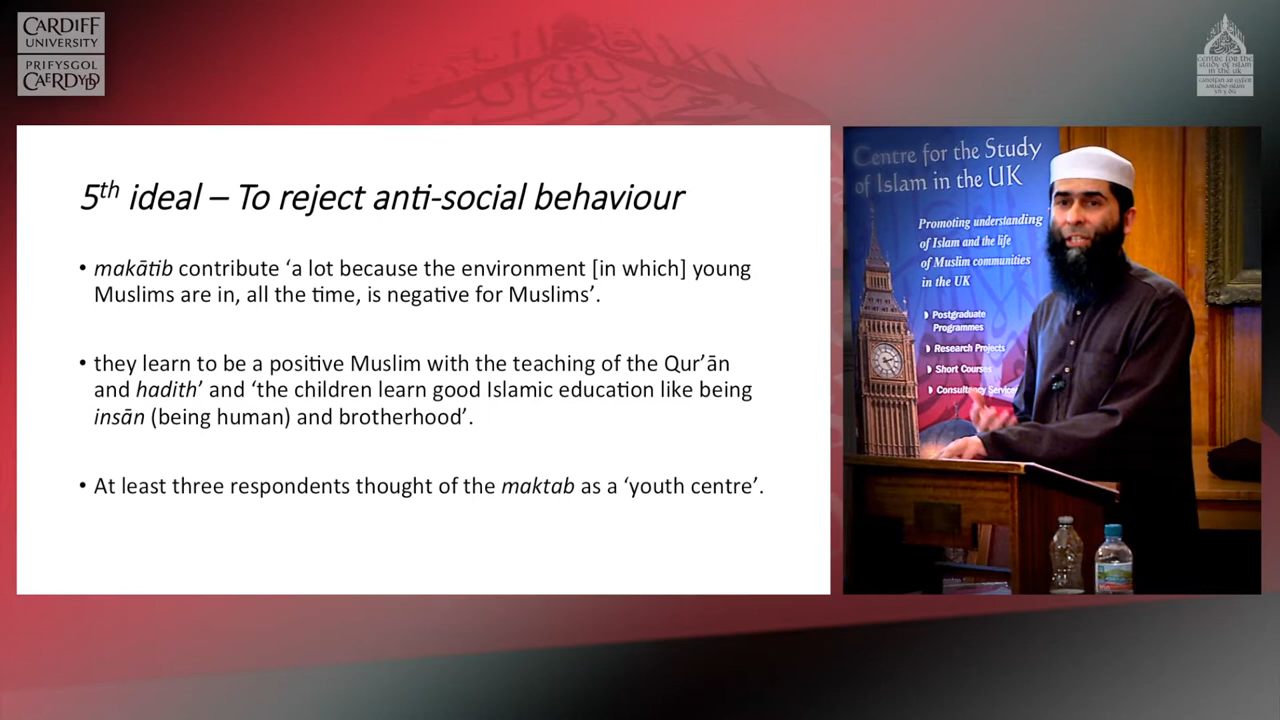 CARDIFF
UNIVERSITY
PRIFYSGOL
CAERDYDD
centre for the
study of islam
in the uk
5th ideal – To reject anti-social behaviour
• makātib contribute ‘a lot because the environment [in which] young
Muslims are in, all the time, is negative for Muslims’.
• they learn to be a positive Muslim with the teaching of the Qur’ān
and hadith’ and ‘the children learn good Islamic education like being
insān (being human) and brotherhood’.
• At least three respondents thought of the maktab as a ‘youth centre’.
Centre for the Study
of Islam in the UK
Promoting understanding
of Islam and the life
of Muslim communities
in the UK
Postgraduate
Programmes
Research Projects
Short Courses
Consultancy Service